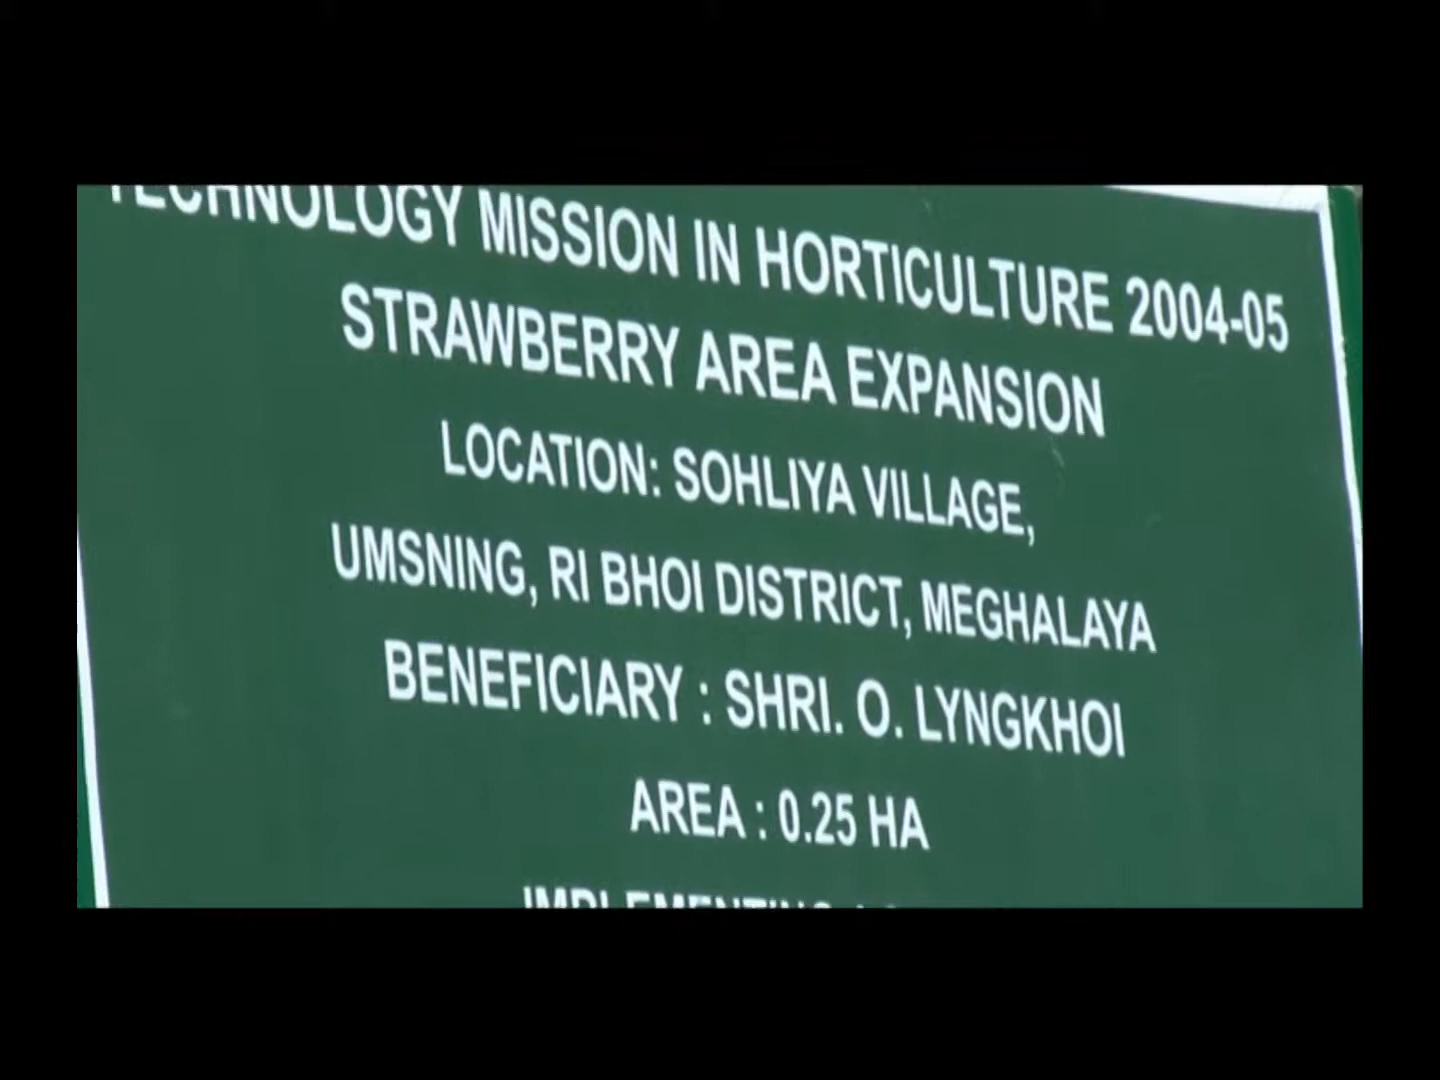 TECHNOLOGY MISSION IN HORTICULTURE 2004-05
STRAWBERRY AREA EXPANSION
LOCATION: SOHLIYA VILLAGE,
UMSNING, RI BHOI DISTRICT, MEGHALAYA
BENEFICIARY : SHRI. O. LYNGKHOI
AREA : 0.25 HA
IMPLEMENTING